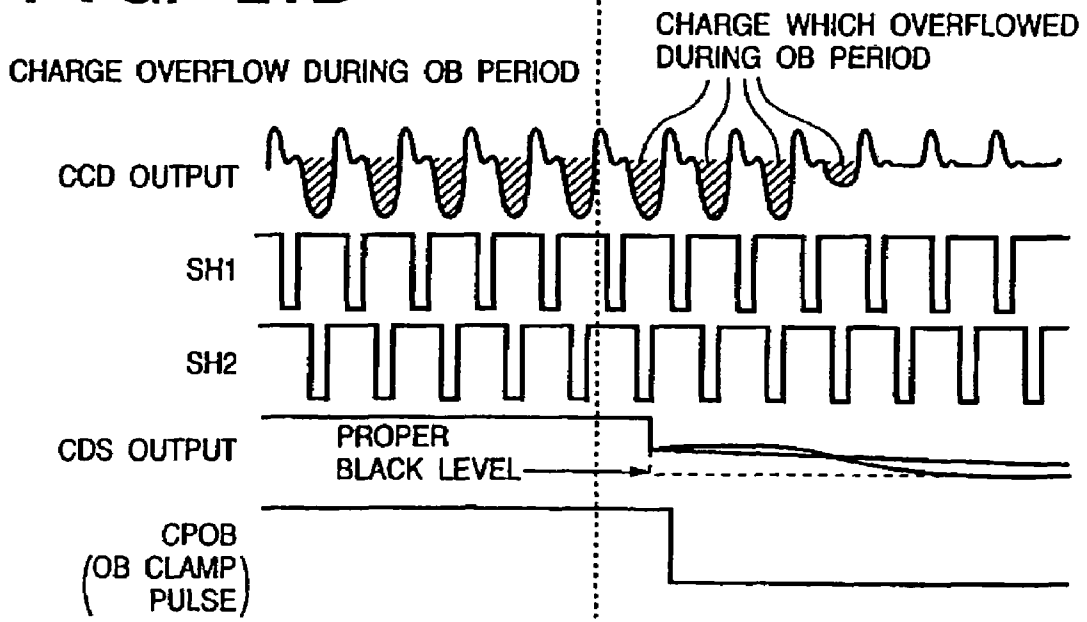 CHARGE WHICH OVERFLOWED
DURING OB PERIOD
CHARGE OVERFLOW DURING OB PERIOD
CCD OUTPUT
SH1
SH2
CDS OUTPUT
PROPER
BLACK LEVEL
CPOB
(OB CLAMP
PULSE)